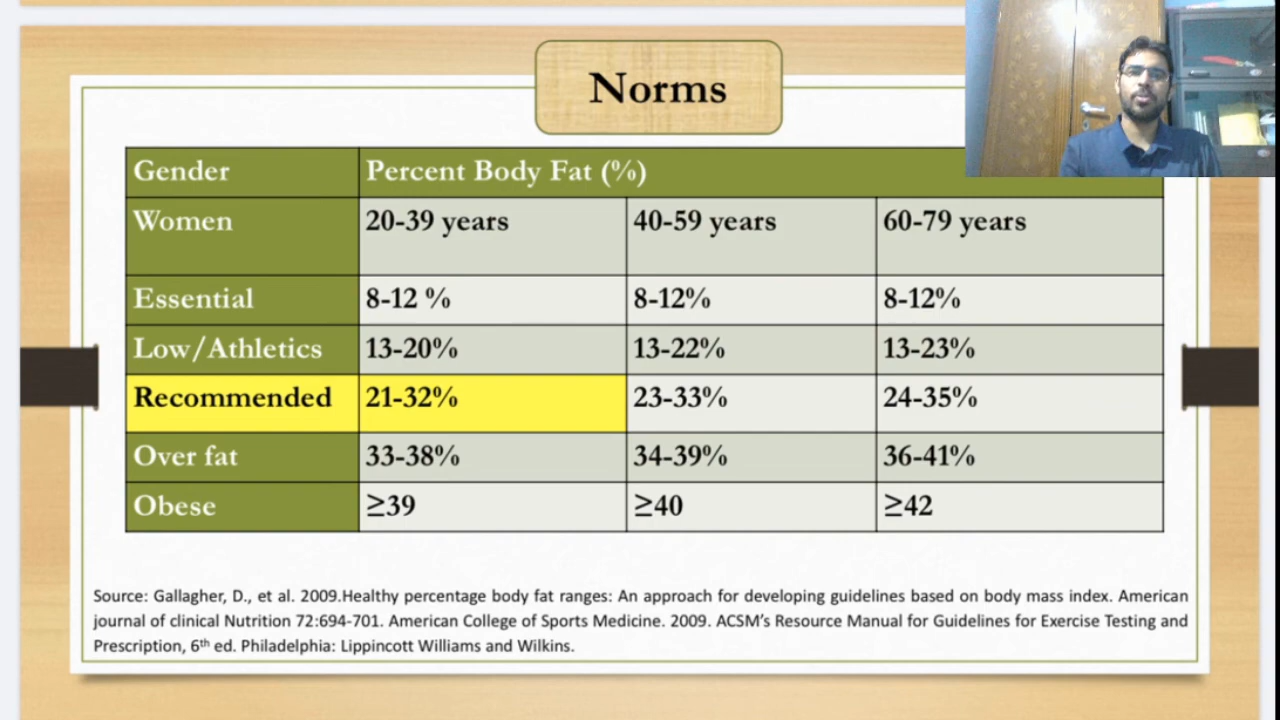 Norms
Gender Percent Body Fat (%)
Women 20-39 years 40-59 years 60-79 years
Essential 8-12 % 8-12% 8-12%
Low/Athletics 13-20% 13-22% 13-23%
Recommended 21-32% 23-33% 24-35%
Over fat 33-38% 34-39% 36-41%
Obese ≥39 ≥40 ≥42
Source: Gallagher, D., et al. 2009.Healthy percentage body fat ranges: An approach for developing guidelines based on body mass index. American
journal of clinical Nutrition 72:694-701. American College of Sports Medicine. 2009. ACSM's Resource Manual for Guidelines for Exercise Testing and
Prescription, 6th ed. Philadelphia: Lippincott Williams and Wilkins.